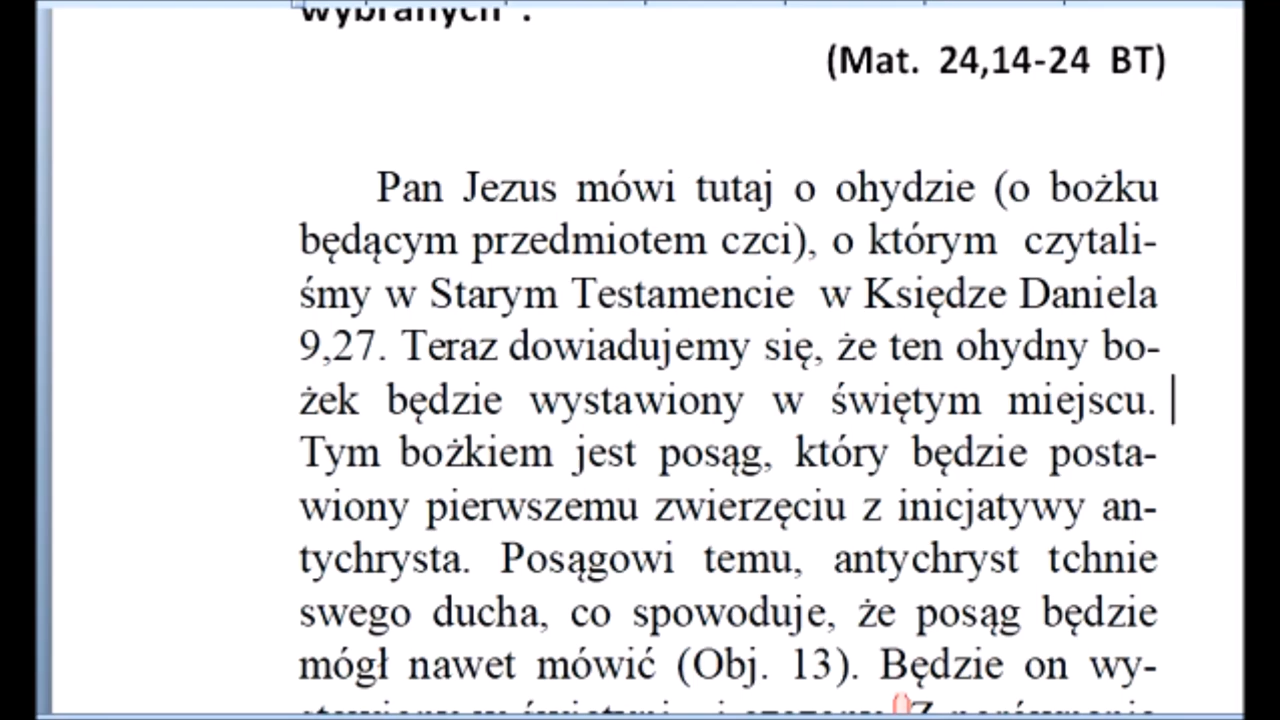 wybranych".
(Mat. 24,14-24 BT)
Pan Jezus mówi tutaj o ohydzie (o bożku
będącym przedmiotem czci), o którym czytali-
śmy w Starym Testamencie w Księdze Daniela
9,27. Teraz dowiadujemy się, że ten ohydny bo-
żek będzie wystawiony w świętym miejscu.
Tym bożkiem jest posąg, który będzie posta-
wiony pierwszemu zwierzęciu z inicjatywy an-
tychrysta. Posągowi temu, antychryst tchnie
swego ducha, co spowoduje, że posąg będzie
mógł nawet mówić (Obj. 13). Będzie on wy-